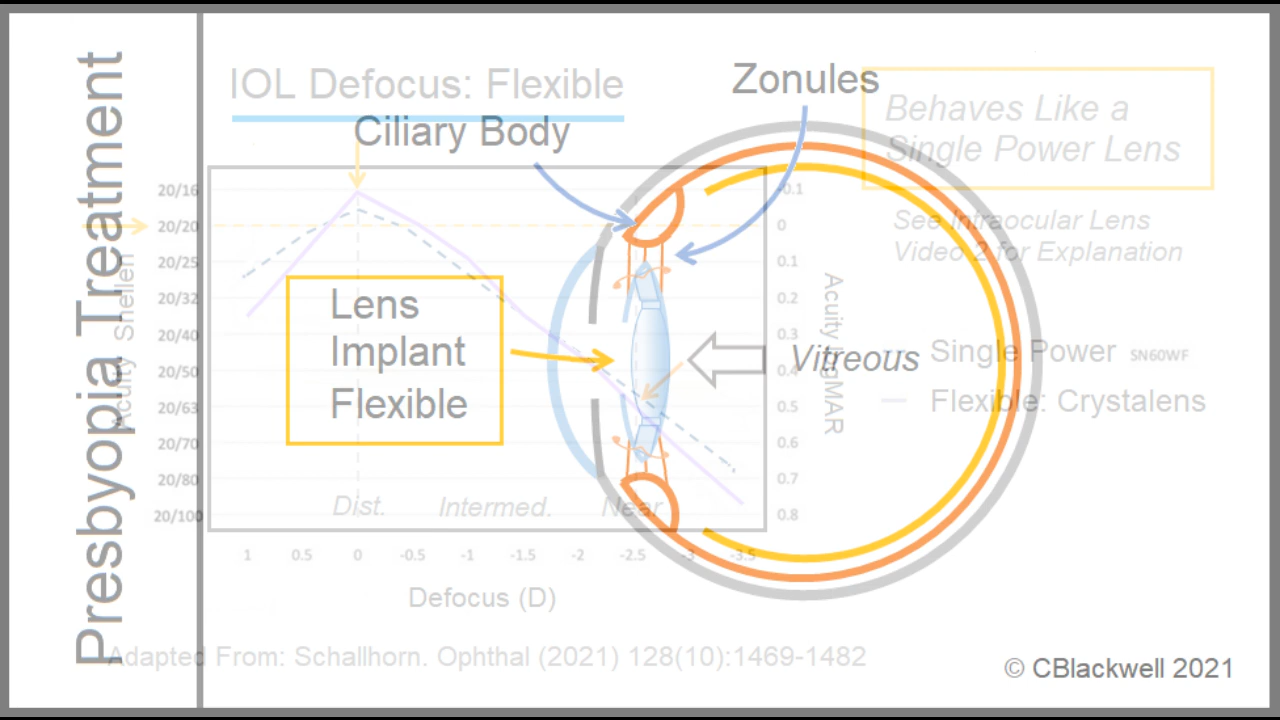 Presbyopia Treatment
IOL Defocus: Flexible
Zonules
Ciliary Body
Behaves Like a
Single Power Lens
See Intraocular Lens
Video 2 for Explanation
Lens
Implant
Flexible
Vitreous
Single Power SN60WF
Flexible: Crystalens
Acuity Snellen
20/16
20/20
20/25
20/32
20/40
20/50
20/63
20/70
20/80
20/100
-0.1
0
0.1
0.2
0.3
0.4
0.5
0.6
0.7
0.8
Acuity logMAR
Dist.
Intermed.
Near
1 0.5 0 -0.5 -1 -1.5 -2 -2.5 -3 -3.5
Defocus (D)
Adapted From: Schallhorn. Ophthal (2021) 128(10):1469-1482
© CBlackwell 2021